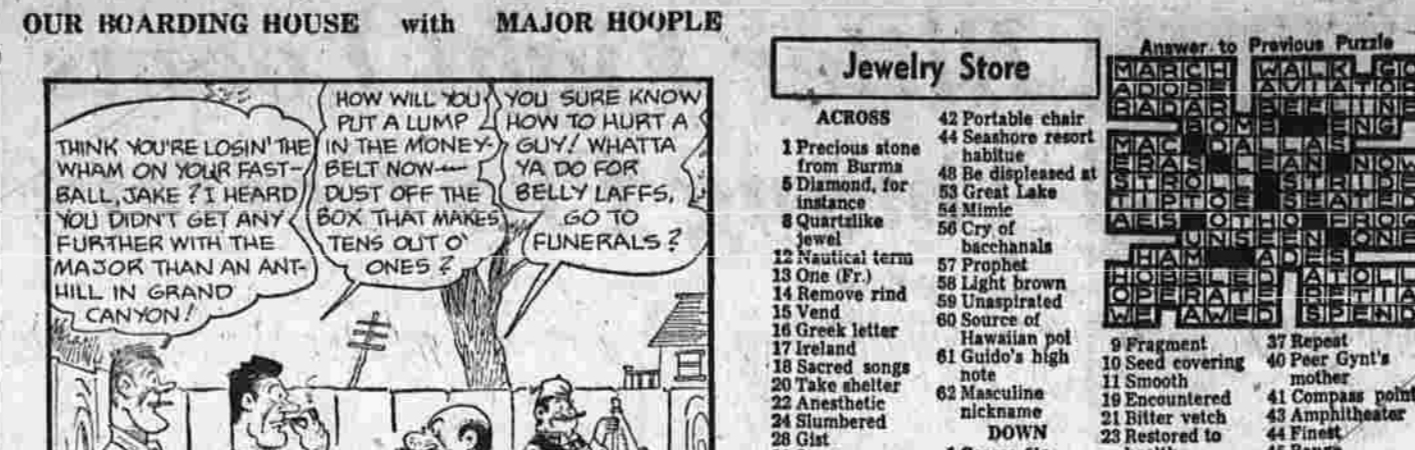 OUR BOARDING HOUSE with MAJOR HOOPLE
THINK YOU'RE LOSIN' THE
WHAM ON YOUR FAST-
BALL, JAKE? I HEARD
YOU DIDN'T GET ANY
FURTHER WITH THE
MAJOR THAN AN ANT-
HILL IN GRAND
CANYON!
HOW WILL YOU
PUT A LUMP
IN THE MONEY-
BELT NOW—
DUST OFF THE
BOX THAT MAKES
TENS OUT O'
ONES?
YOU SURE KNOW
HOW TO HURT A
GUY! WHATTA
YA DO FOR
BELLY LAFFS,
GO TO
FUNERALS?
Jewelry Store
ACROSS
1 Precious stone
from Burma
5 Diamond, for
instance
8 Quartzlike
jewel
12 Nautical term
13 One (Fr.)
14 Remove rind
15 Vend
16 Greek letter
17 Ireland
18 Sacred songs
20 Take shelter
22 Anesthetic
24 Slumbered
28 Gist
42 Portable chair
44 Seashore resort
habitue
48 Be displeased at
53 Great Lake
54 Mimic
56 Cry of
bacchanals
57 Prophet
58 Light brown
59 Unaspirated
60 Source of
Hawaiian poi
61 Guido's high
note
62 Masculine
nickname
DOWN
Answer to Previous Puzzle
MARCH WALK GO
ADORE AVIATOR
RADAR BEELINE
BOMB ENG
MAC DALLAS
ERAS LEAN NOW
STROLL STRIDE
TIPTOE SEATED
AES OTHO FROG
UNSEEN ONE
HAM ADES
HOBBLED ATOLL
OPERATE RETIA
WE AWED SPEND
9 Fragment
10 Seed covering
11 Smooth
19 Encountered
21 Bitter vetch
23 Restored to
37 Repeat
40 Peer Gynt's
mother
41 Compass point
43 Amphitheater
44 Finest